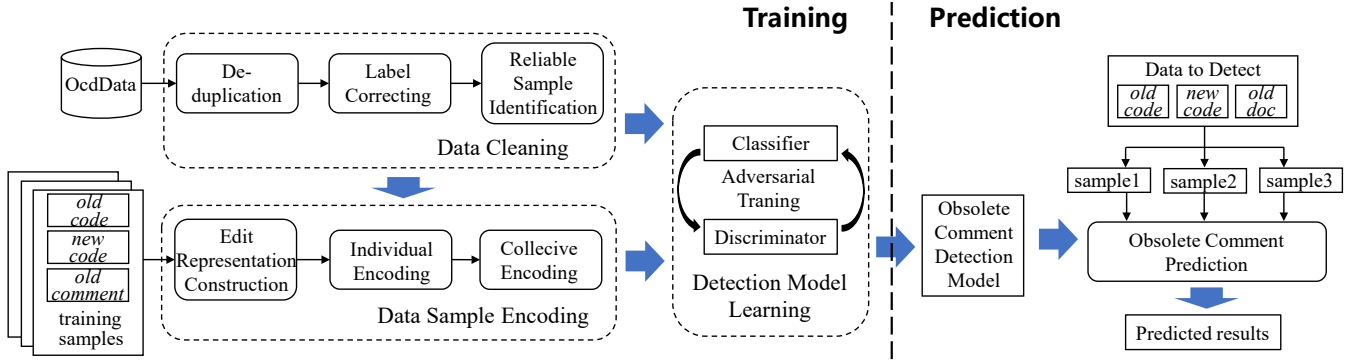 Training
Prediction
OcdData
De-
duplication
Label
Correcting
Reliable
Sample
Identification
Data Cleaning
old
code
new
code
old
comment
training
samples
Edit
Representation
Construction
Individual
Encoding
Collecive
Encoding
Data Sample Encoding
Classifier
Adversarial
Traning
Discriminator
Detection Model
Learning
Obsolete
Comment
Detection
Model
Data to Detect
old
code
new
code
old
doc
sample1
sample2
sample3
Obsolete Comment
Prediction
Predicted results